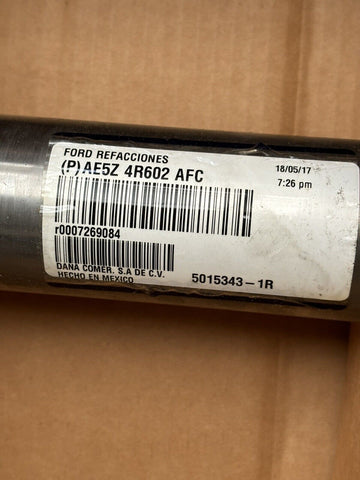 FORD REFACCIONES
(P) AE5Z 4R602 AFC
18/05/17
7:26 pm
r0007269084
DANA COMER. S.A DE C.V.
HECHO EN MEXICO
5015343-1R